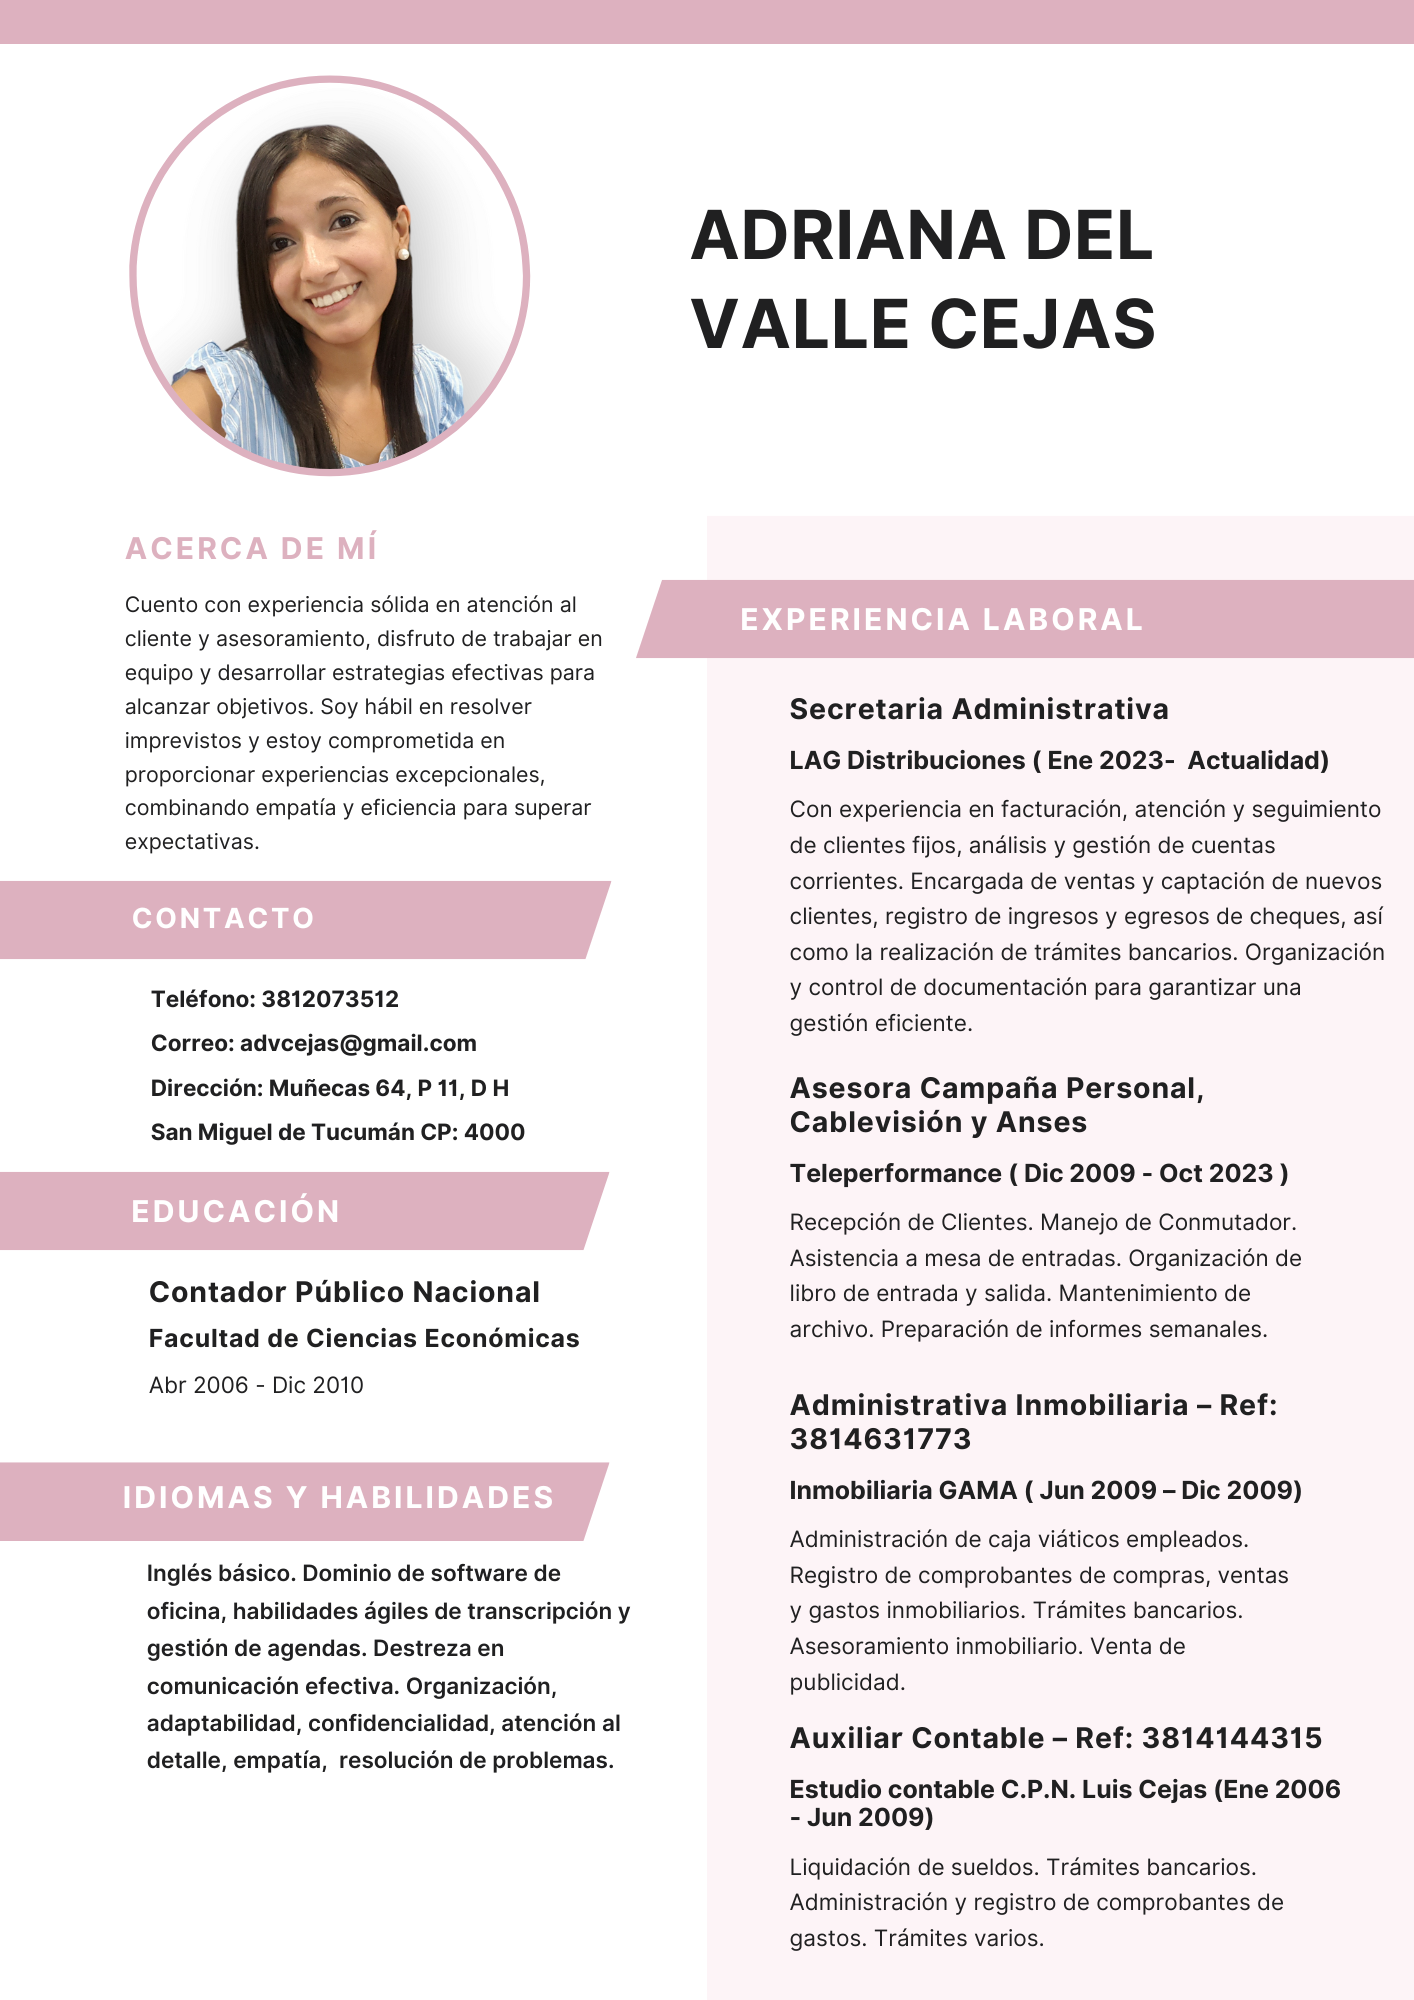 ADRIANA DEL
VALLE CEJAS
ACERCA DE MÍ
Cuento con experiencia sólida en atención al
cliente y asesoramiento, disfruto de trabajar en
equipo y desarrollar estrategias efectivas para
alcanzar objetivos. Soy hábil en resolver
imprevistos y estoy comprometida en
proporcionar experiencias excepcionales,
combinando empatía y eficiencia para superar
expectativas.
CONTACTO
Teléfono: 3812073512
Correo: advcejas@gmail.com
Dirección: Muñecas 64, P 11, D H
San Miguel de Tucumán CP: 4000
EDUCACIÓN
Contador Público Nacional
Facultad de Ciencias Económicas
Abr 2006 - Dic 2010
IDIOMAS Y HABILIDADES
Inglés básico. Dominio de software de
oficina, habilidades ágiles de transcripción y
gestión de agendas. Destreza en
comunicación efectiva. Organización,
adaptabilidad, confidencialidad, atención al
detalle, empatía,  resolución de problemas.
EXPERIENCIA LABORAL
Secretaria Administrativa
LAG Distribuciones ( Ene 2023-  Actualidad)
Con experiencia en facturación, atención y seguimiento
de clientes fijos, análisis y gestión de cuentas
corrientes. Encargada de ventas y captación de nuevos
clientes, registro de ingresos y egresos de cheques, así
como la realización de trámites bancarios. Organización
y control de documentación para garantizar una
gestión eficiente.
Asesora Campaña Personal,
Cablevisión y Anses
Teleperformance ( Dic 2009 - Oct 2023 )
Recepción de Clientes. Manejo de Conmutador.
Asistencia a mesa de entradas. Organización de
libro de entrada y salida. Mantenimiento de
archivo. Preparación de informes semanales.
Administrativa Inmobiliaria – Ref:
3814631773
Inmobiliaria GAMA ( Jun 2009 – Dic 2009)
Administración de caja viáticos empleados.
Registro de comprobantes de compras, ventas
y gastos inmobiliarios. Trámites bancarios.
Asesoramiento inmobiliario. Venta de
publicidad.
Auxiliar Contable – Ref: 3814144315
Estudio contable C.P.N. Luis Cejas (Ene 2006
- Jun 2009)
Liquidación de sueldos. Trámites bancarios.
Administración y registro de comprobantes de
gastos. Trámites varios.